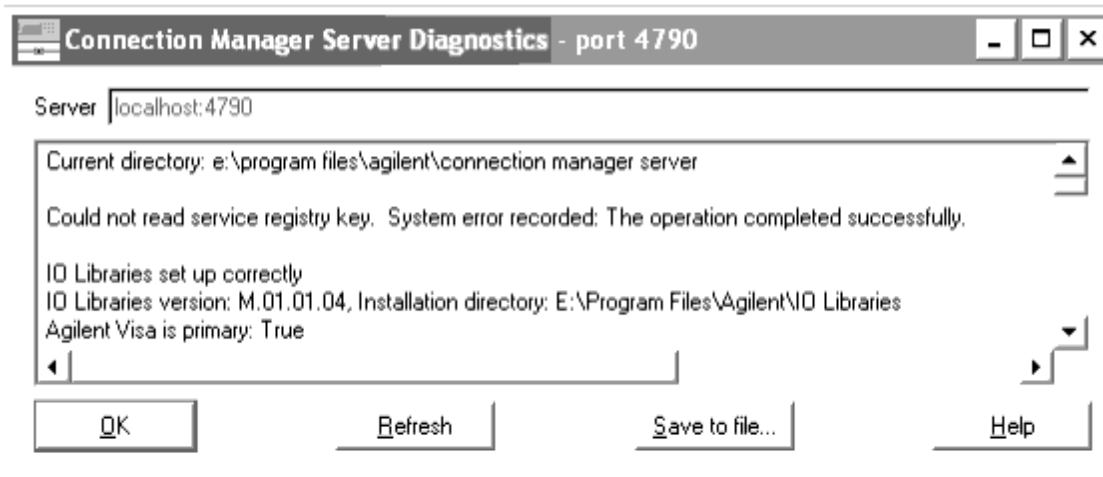 Connection Manager Server Diagnostics - port 4790
Server localhost:4790
Current directory: e:\program files\agilent\connection manager server
Could not read service registry key.  System error recorded: The operation completed successfully.
IO Libraries set up correctly
IO Libraries version: M.01.01.04, Installation directory: E:\Program Files\Agilent\IO Libraries
Agilent Visa is primary: True
OK Refresh Save to file... Help